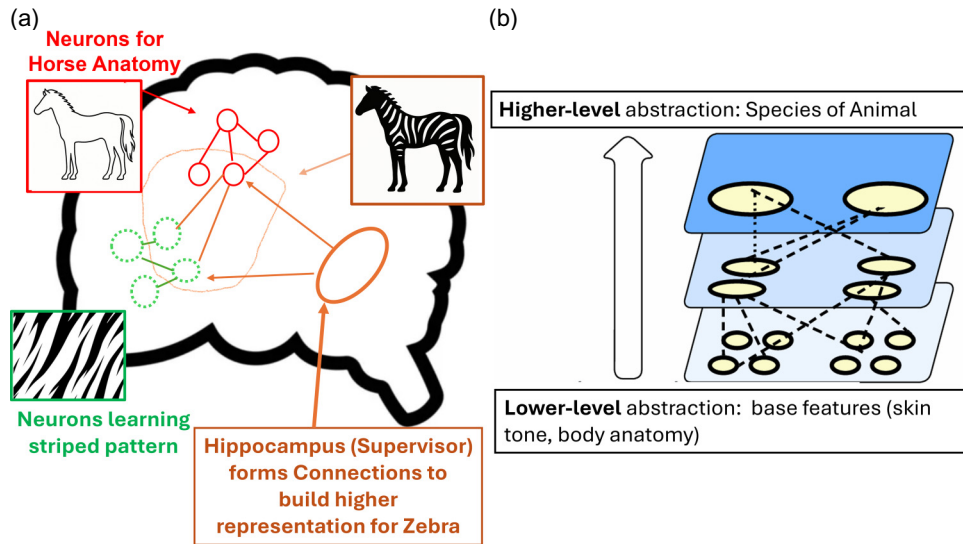 (a)
Neurons for
Horse Anatomy
Neurons learning
striped pattern
Hippocampus (Supervisor)
forms Connections to
build higher
representation for Zebra
(b)
Higher-level abstraction: Species of Animal
Lower-level abstraction: base features (skin
tone, body anatomy)